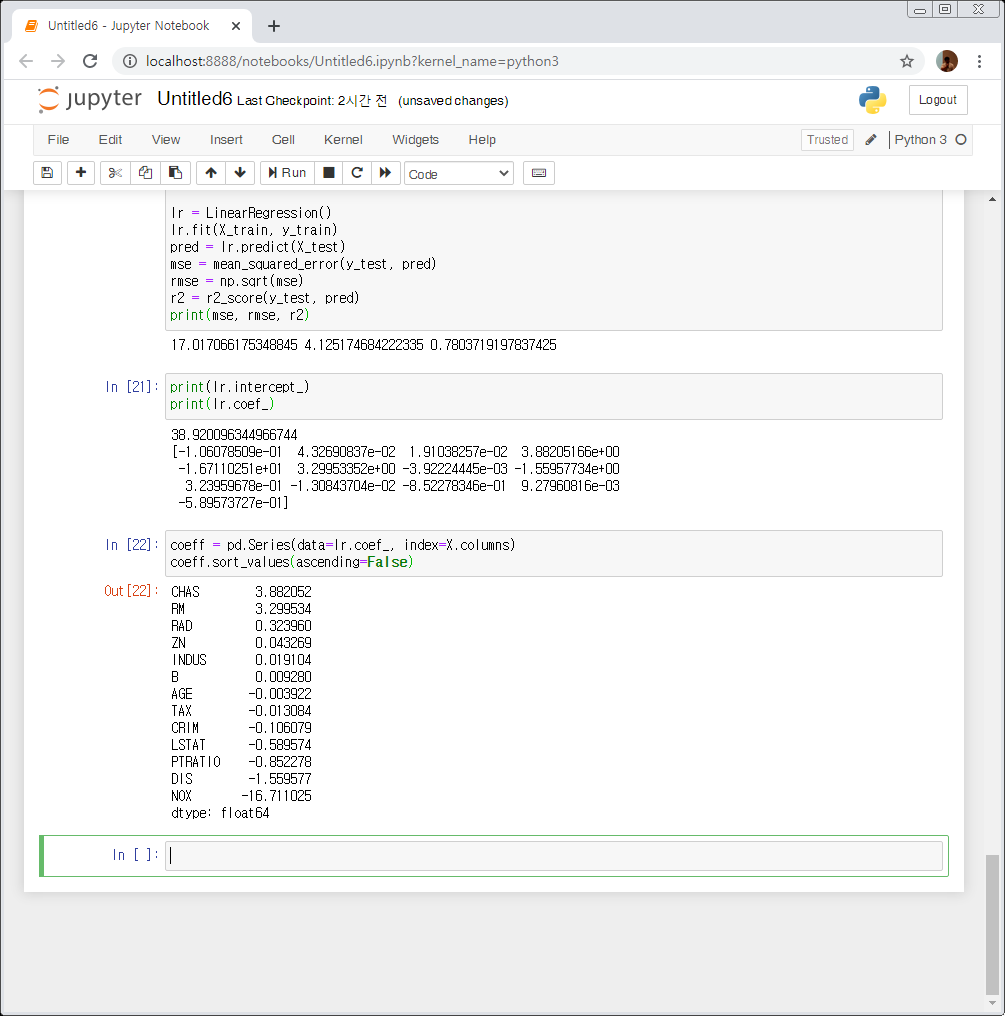 Untitled6 - Jupyter Notebook
localhost:8888/notebooks/Untitled6.ipynb?kernel_name=python3
jupyter Untitled6 Last Checkpoint: 2시간 전 (unsaved changes) Logout
File Edit View Insert Cell Kernel Widgets Help Trusted Python 3
Run Code
lr = LinearRegression()
lr.fit(X_train, y_train)
pred = lr.predict(X_test)
mse = mean_squared_error(y_test, pred)
rmse = np.sqrt(mse)
r2 = r2_score(y_test, pred)
print(mse, rmse, r2)
17.017066175348845 4.125174684222335 0.7803719197837425
In [21]: print(lr.intercept_)
print(lr.coef_)
38.920096344966744
[-1.06078509e-01 4.32690837e-02 1.91038257e-02 3.88205166e+00
-1.67110251e+01 3.29953352e+00 -3.92224445e-03 -1.55957734e+00
3.23959678e-01 -1.30843704e-02 -8.52278346e-01 9.27960816e-03
-5.89573727e-01]
In [22]: coeff = pd.Series(data=lr.coef_, index=X.columns)
coeff.sort_values(ascending=False)
Out[22]: CHAS 3.882052
RM 3.299534
RAD 0.323960
ZN 0.043269
INDUS 0.019104
B 0.009280
AGE -0.003922
TAX -0.013084
CRIM -0.106079
LSTAT -0.589574
PTRATIO -0.852278
DIS -1.559577
NOX -16.711025
dtype: float64
In [ ]: